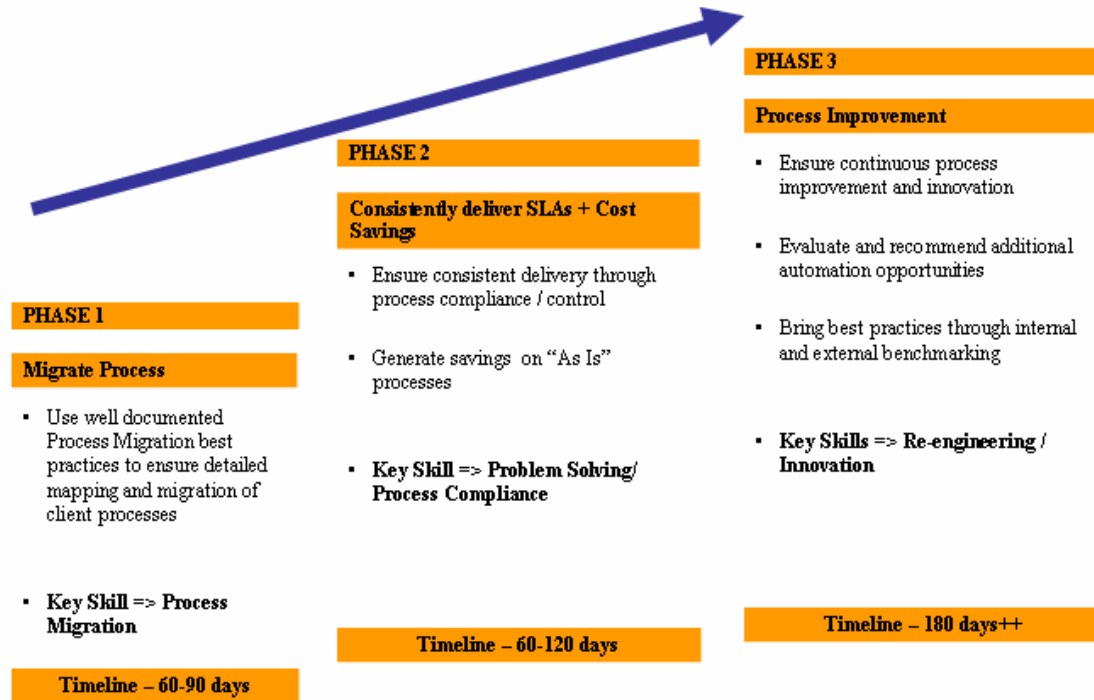 PHASE 1
Migrate Process
▪ Use well documented
Process Migration best
practices to ensure detailed
mapping and migration of
client processes
▪ Key Skill => Process
Migration
Timeline – 60-90 days
PHASE 2
Consistently deliver SLAs + Cost
Savings
▪ Ensure consistent delivery through
process compliance / control
▪ Generate savings on “As Is”
processes
▪ Key Skill => Problem Solving/
Process Compliance
Timeline – 60-120 days
PHASE 3
Process Improvement
▪ Ensure continuous process
improvement and innovation
▪ Evaluate and recommend additional
automation opportunities
▪ Bring best practices through internal
and external benchmarking
▪ Key Skills => Re-engineering /
Innovation
Timeline – 180 days++